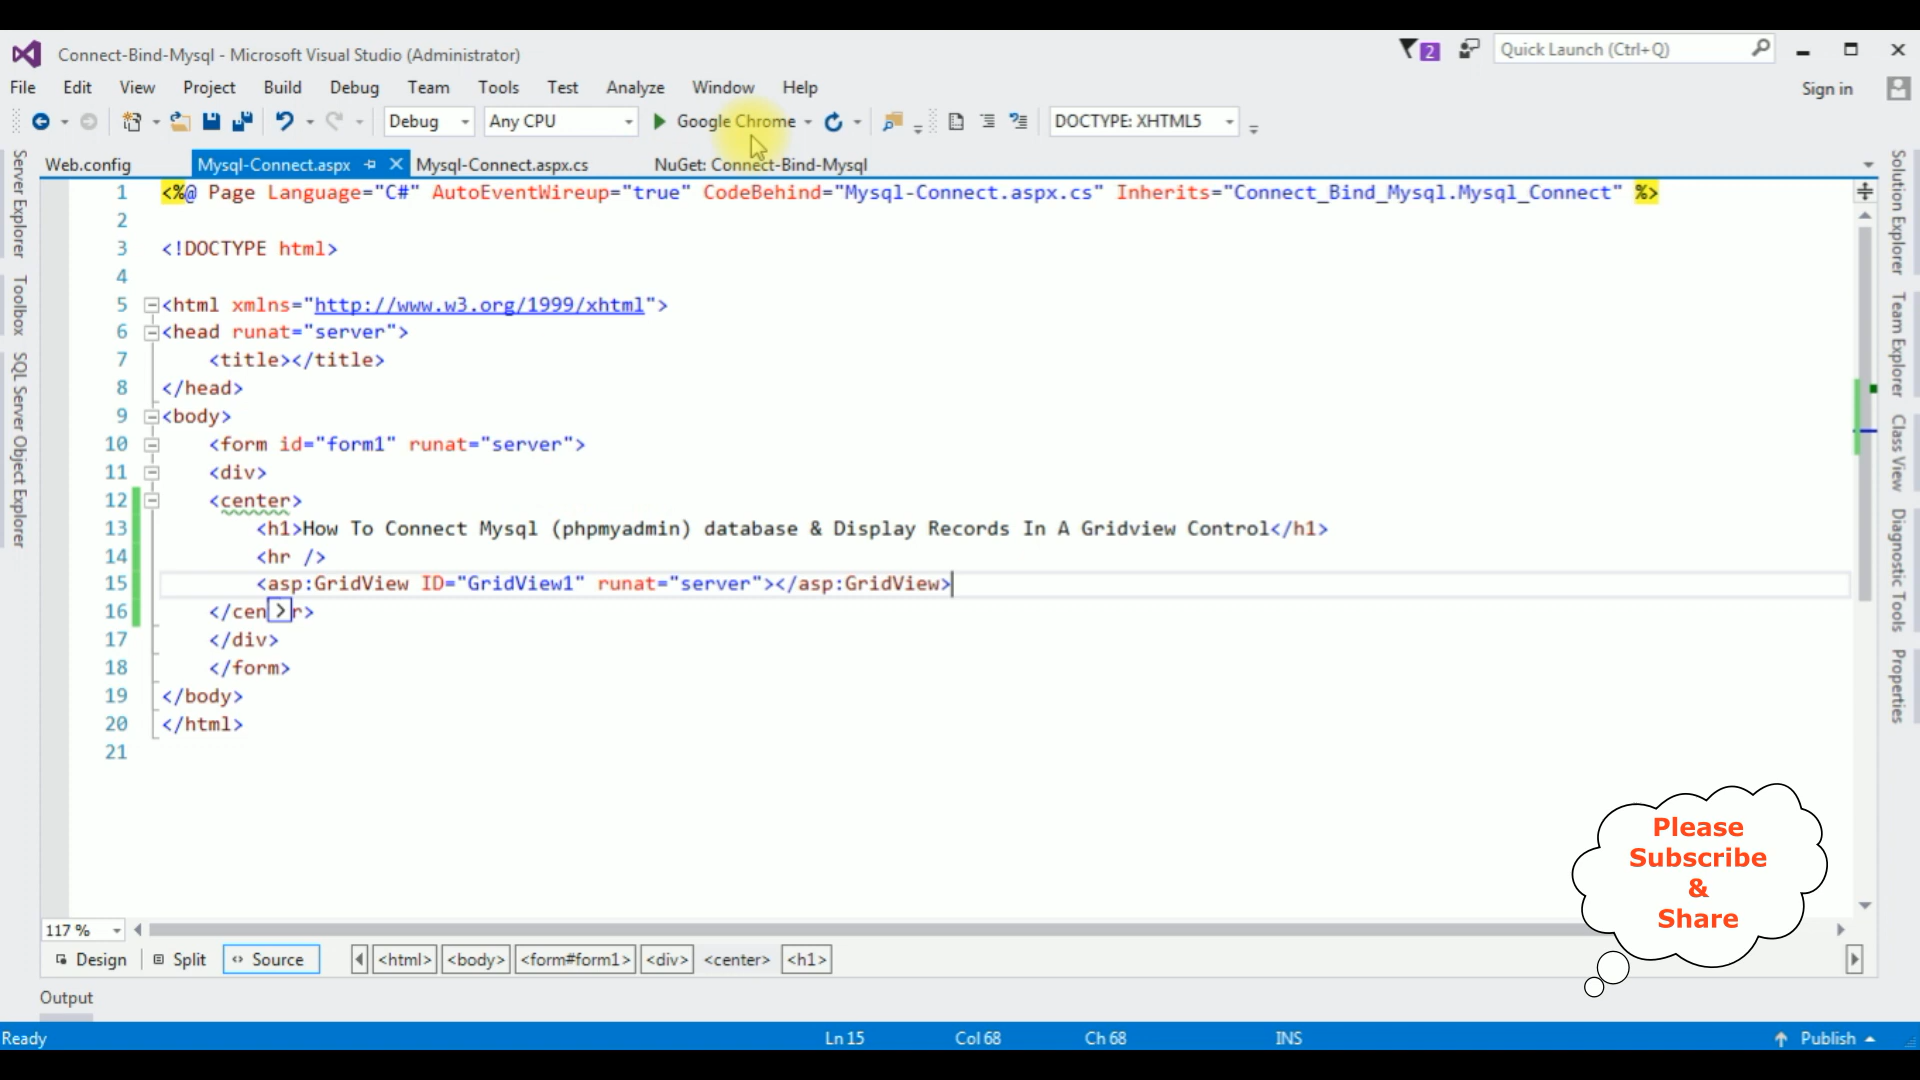 Connect-Bind-Mysql - Microsoft Visual Studio (Administrator)
2
Quick Launch (Ctrl+Q)
File Edit View Project Build Debug Team Tools Test Analyze Window Help
Sign in
Debug Any CPU Google Chrome DOCTYPE: XHTML5
Web.config Mysql-Connect.aspx Mysql-Connect.aspx.cs NuGet: Connect-Bind-Mysql
1 <%@ Page Language="C#" AutoEventWireup="true" CodeBehind="Mysql-Connect.aspx.cs" Inherits="Connect_Bind_Mysql.Mysql_Connect" %>
2
3 <!DOCTYPE html>
4
5 <html xmlns="http://www.w3.org/1999/xhtml">
6 <head runat="server">
7 <title></title>
8 </head>
9 <body>
10 <form id="form1" runat="server">
11 <div>
12 <center>
13 <h1>How To Connect Mysql (phpmyadmin) database & Display Records In A Gridview Control</h1>
14 <hr />
15 <asp:GridView ID="GridView1" runat="server"></asp:GridView>
16 </cen>r>
17 </div>
18 </form>
19 </body>
20 </html>
21
Server Explorer
Toolbox
SQL Server Object Explorer
Solution Explorer
Team Explorer
Class View
Diagnostic Tools
Properties
Please
Subscribe
&
Share
117 %
Design Split Source <html> <body> <form#form1> <div> <center> <h1>
Output
Ready Ln 15 Col 68 Ch 68 INS Publish